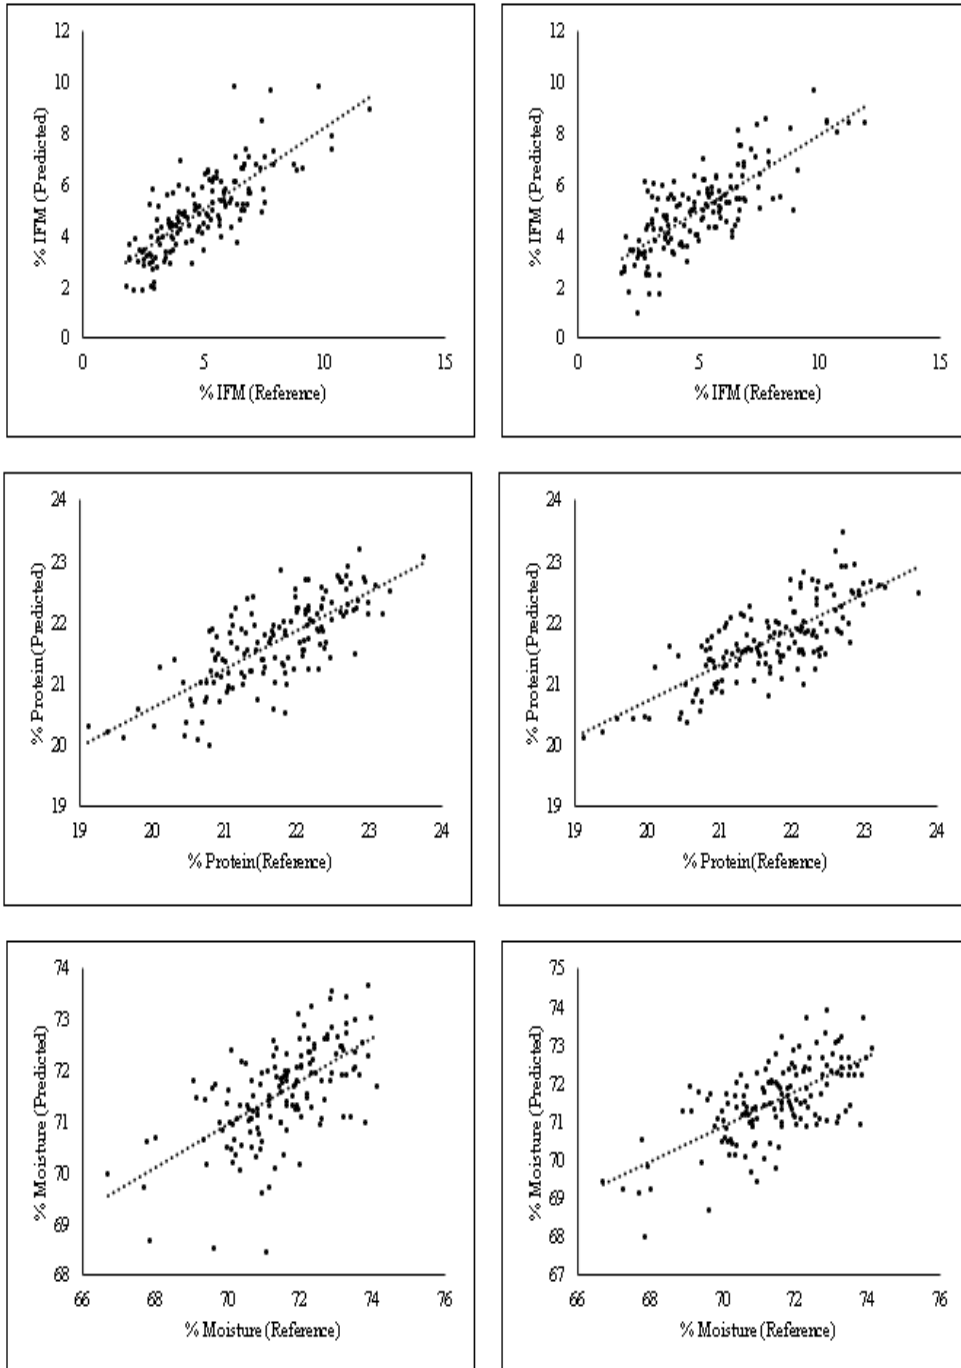 12
10
8
6
4
2
0
% IFM (Predicted)
0 5 10 15
% IFM (Reference)
12
10
8
6
4
2
0
% IFM (Predicted)
0 5 10 15
% IFM (Reference)
24
23
22
21
20
19
% Protein(Predicted)
19 20 21 22 23 24
% Protein(Reference)
24
23
22
21
20
19
% Protein(Predicted)
19 20 21 22 23 24
% Protein(Reference)
74
73
72
71
70
69
68
% Moisture (Predicted)
66 68 70 72 74 76
% Moisture (Reference)
75
74
73
72
71
70
69
68
67
% Moisture (Predicted)
66 68 70 72 74 76
% Moisture (Reference)